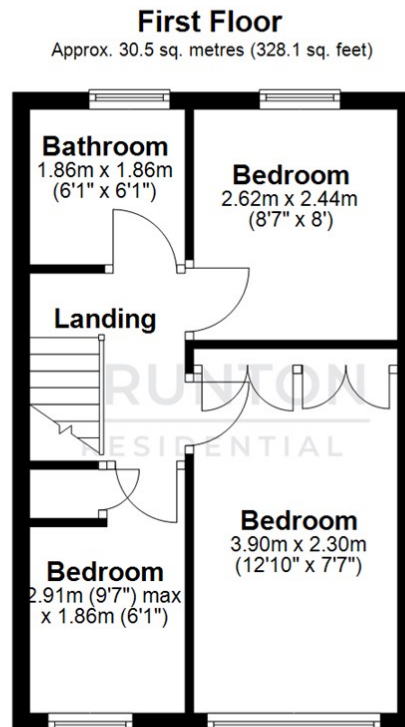 First Floor
Approx. 30.5 sq. metres (328.1 sq. feet)
Bathroom
1.86m x 1.86m
(6'1" x 6'1")
Bedroom
2.62m x 2.44m
(8'7" x 8')
Landing
RUNTON
RESIDENTIAL
Bedroom
3.90m x 2.30m
(12'10" x 7'7")
Bedroom
2.91m (9'7") max
x 1.86m (6'1")